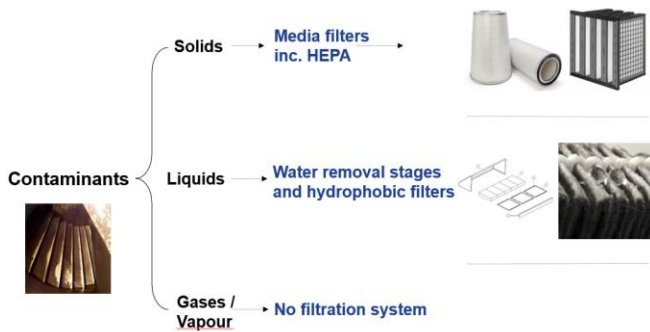 Contaminants
Solids
Media filters
inc. HEPA
Liquids
Water removal stages
and hydrophobic filters
Gases /
Vapour
No filtration system